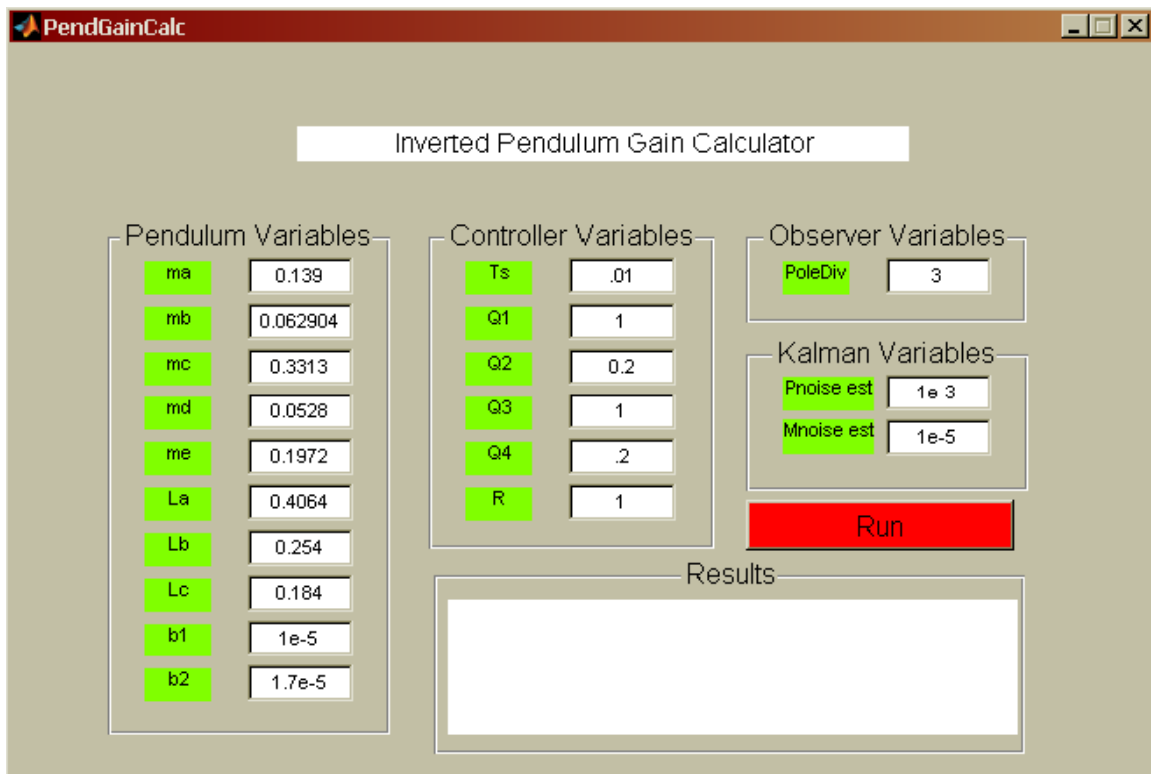 PendGainCalc
Inverted Pendulum Gain Calculator
Pendulum Variables
ma 0.139
mb 0.062904
mc 0.3313
md 0.0528
me 0.1972
La 0.4064
Lb 0.254
Lc 0.184
b1 1e-5
b2 1.7e-5
Controller Variables
Ts .01
Q1 1
Q2 0.2
Q3 1
Q4 .2
R 1
Observer Variables
PoleDiv 3
Kalman Variables
Pnoise est 1e 3
Mnoise est 1e-5
Run
Results